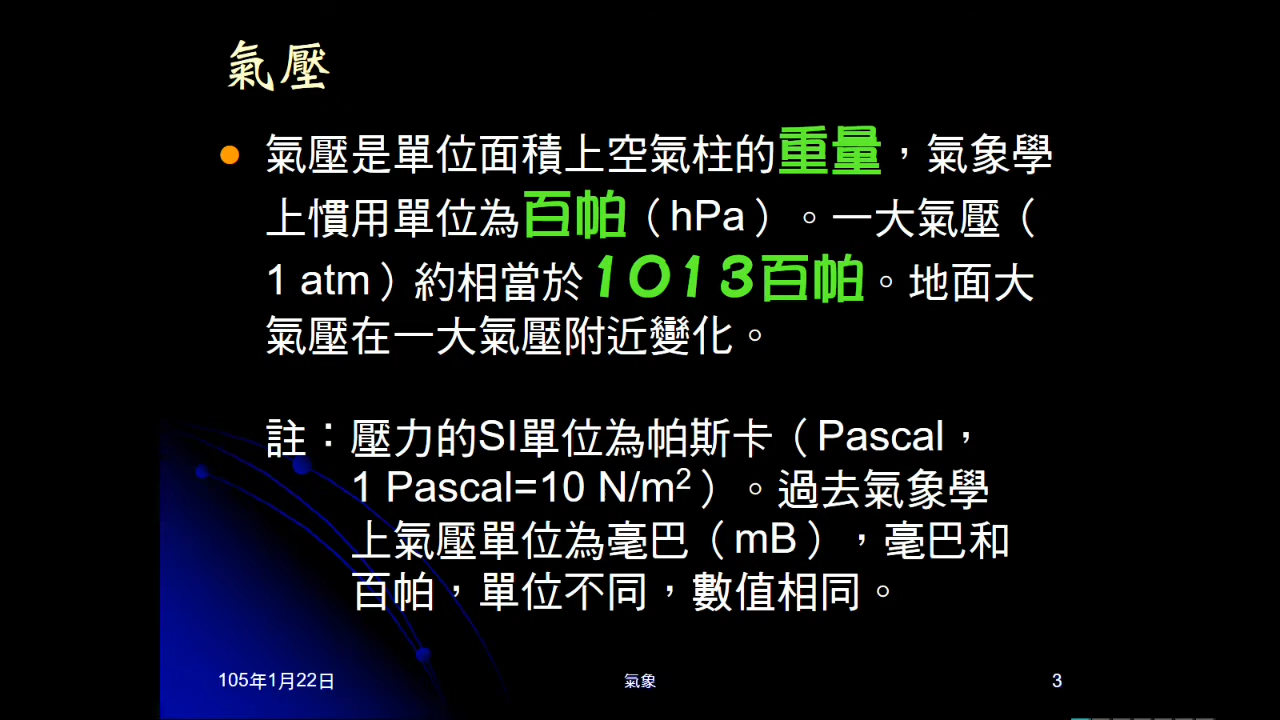 氣壓
氣壓是單位面積上空氣柱的重量，氣象學
上慣用單位為百帕（hPa）。一大氣壓（
1 atm）約相當於1013百帕。地面大
氣壓在一大氣壓附近變化。
註：壓力的SI單位為帕斯卡（Pascal，
1 Pascal=10 N/m²）。過去氣象學
上氣壓單位為毫巴（mB），毫巴和
百帕，單位不同，數值相同。
105年1月22日
氣象
3